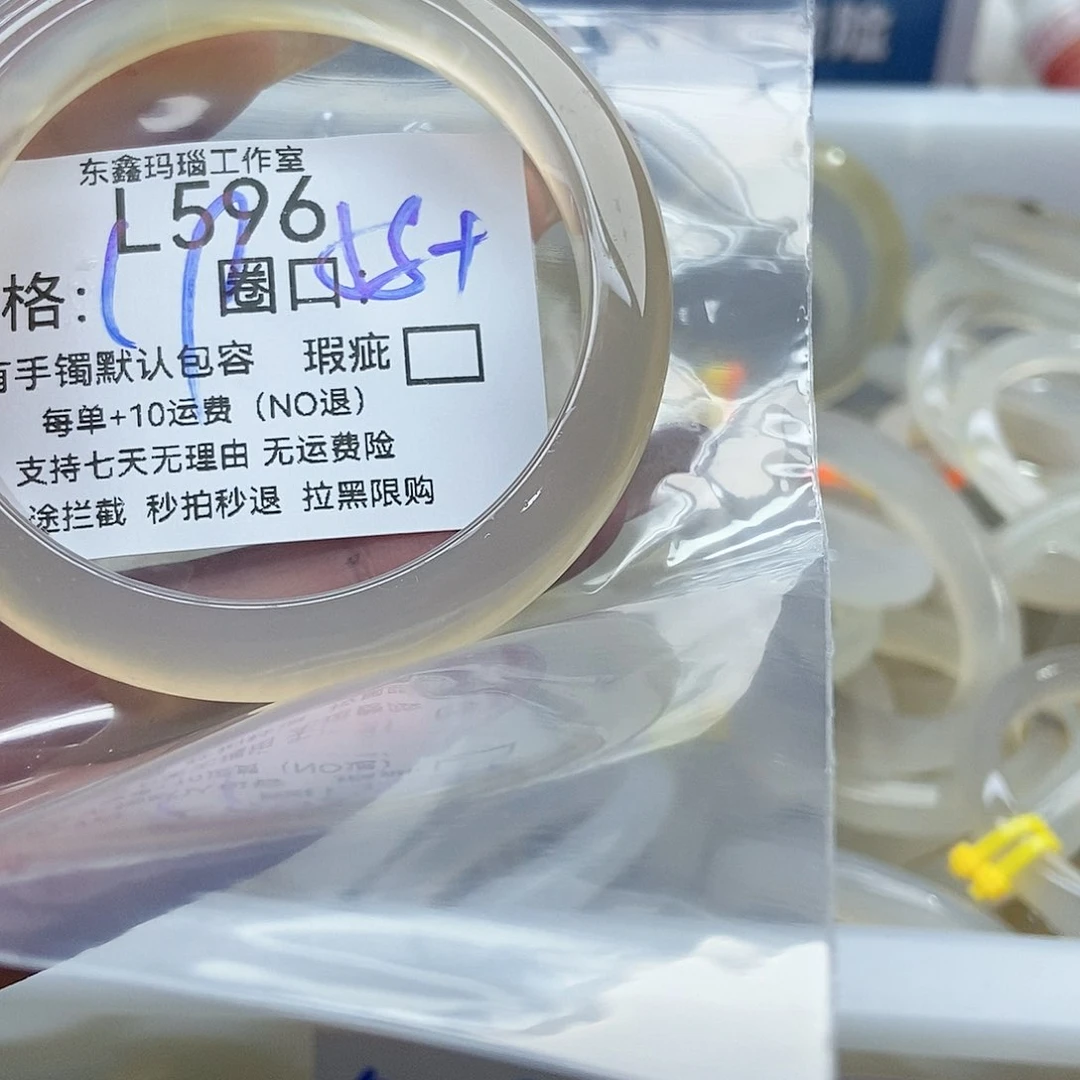 东鑫玛瑙工作室
L596
格: 圈口:
有手镯默认包容 瑕疵
每单+10运费（NO退）
支持七天无理由 无运费险
途拦截 秒拍秒退 拉黑限购